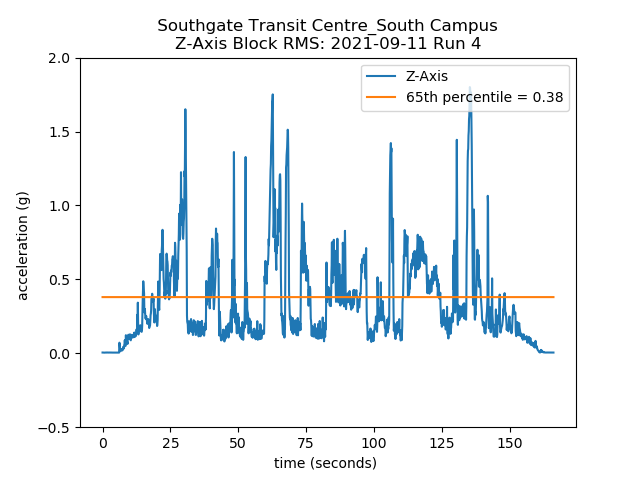 Southgate Transit Centre_South Campus
Z-Axis Block RMS: 2021-09-11 Run 4
Z-Axis
65th percentile = 0.38
acceleration (g)
2.0
1.5
1.0
0.5
0.0
−0.5
0 25 50 75 100 125 150
time (seconds)